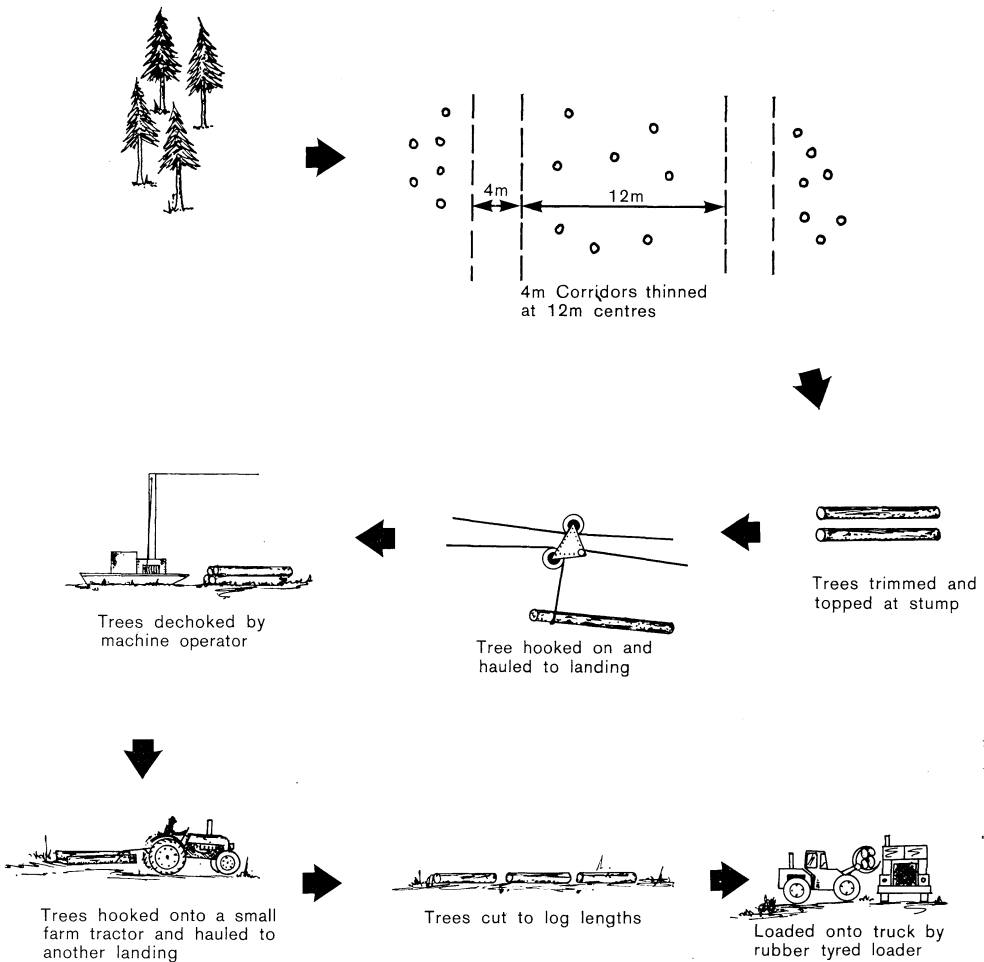 4m
12m
4m Corridors thinned
at 12m centres
Trees trimmed and
topped at stump
Tree hooked on and
hauled to landing
Trees dechoked by
machine operator
Trees hooked onto a small
farm tractor and hauled to
another landing
Trees cut to log lengths
Loaded onto truck by
rubber tyred loader